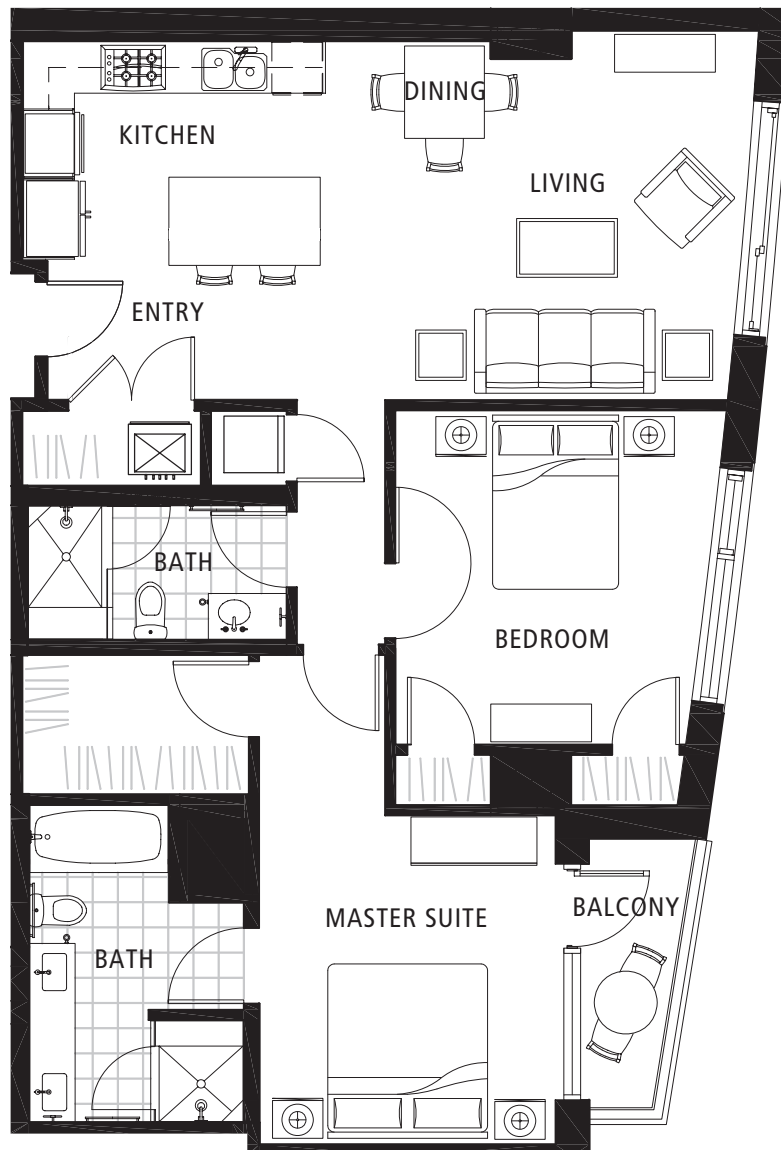 DINING
KITCHEN
LIVING
ENTRY
BATH
BEDROOM
MASTER SUITE
BALCONY
BATH